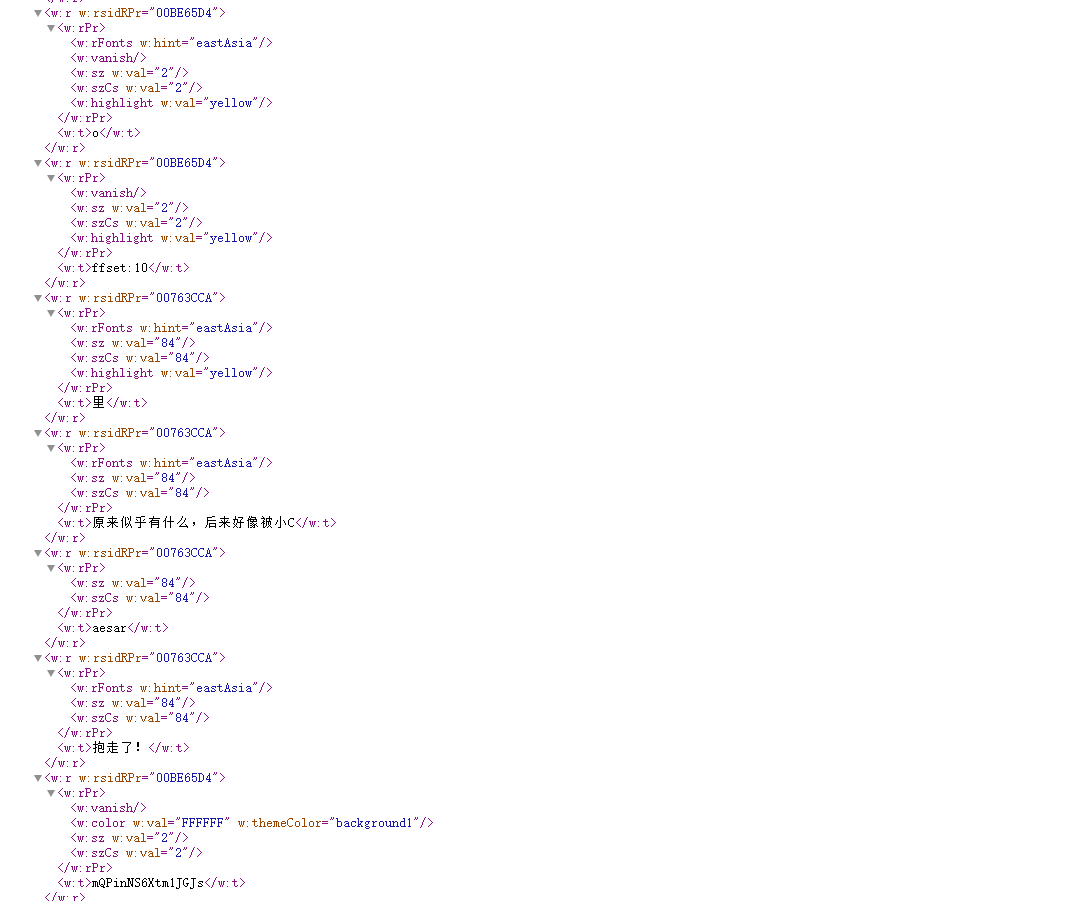 </w:r>
▼<w:r w:rsidRPr="00BE65D4">
▼<w:rPr>
<w:rFonts w:hint="eastAsia"/>
<w:vanish/>
<w:sz w:val="2"/>
<w:szCs w:val="2"/>
<w:highlight w:val="yellow"/>
</w:rPr>
<w:t>o</w:t>
</w:r>
▼<w:r w:rsidRPr="00BE65D4">
▼<w:rPr>
<w:vanish/>
<w:sz w:val="2"/>
<w:szCs w:val="2"/>
<w:highlight w:val="yellow"/>
</w:rPr>
<w:t>ffset:10</w:t>
</w:r>
▼<w:r w:rsidRPr="00763CCA">
▼<w:rPr>
<w:rFonts w:hint="eastAsia"/>
<w:sz w:val="84"/>
<w:szCs w:val="84"/>
<w:highlight w:val="yellow"/>
</w:rPr>
<w:t>里</w:t>
</w:r>
▼<w:r w:rsidRPr="00763CCA">
▼<w:rPr>
<w:rFonts w:hint="eastAsia"/>
<w:sz w:val="84"/>
<w:szCs w:val="84"/>
</w:rPr>
<w:t>原来似乎有什么，后来好像被小C</w:t>
</w:r>
▼<w:r w:rsidRPr="00763CCA">
▼<w:rPr>
<w:sz w:val="84"/>
<w:szCs w:val="84"/>
</w:rPr>
<w:t>aesar</w:t>
</w:r>
▼<w:r w:rsidRPr="00763CCA">
▼<w:rPr>
<w:rFonts w:hint="eastAsia"/>
<w:sz w:val="84"/>
<w:szCs w:val="84"/>
</w:rPr>
<w:t>抱走了！</w:t>
</w:r>
▼<w:r w:rsidRPr="00BE65D4">
▼<w:rPr>
<w:vanish/>
<w:color w:val="FFFFFF" w:themeColor="background1"/>
<w:sz w:val="2"/>
<w:szCs w:val="2"/>
</w:rPr>
<w:t>mQPinNS6Xtm1JGJs</w:t>
</w:r>